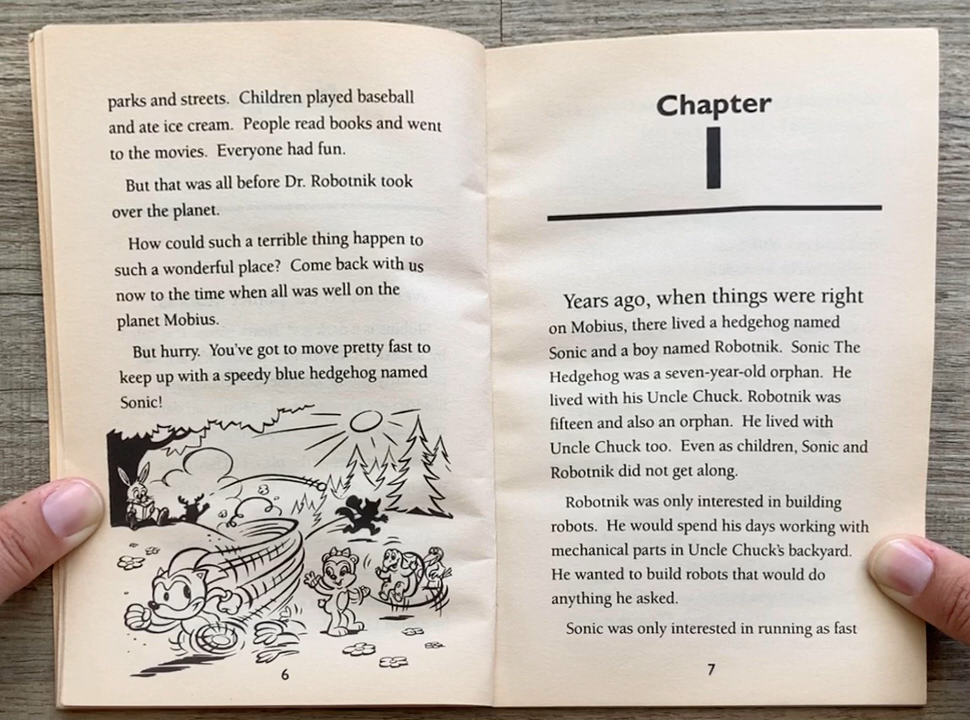 parks and streets. Children played baseball
and ate ice cream. People read books and went
to the movies. Everyone had fun.
But that was all before Dr. Robotnik took
over the planet.
How could such a terrible thing happen to
such a wonderful place? Come back with us
now to the time when all was well on the
planet Mobius.
But hurry. You've got to move pretty fast to
keep up with a speedy blue hedgehog named
Sonic!
6
Chapter
1
Years ago, when things were right
on Mobius, there lived a hedgehog named
Sonic and a boy named Robotnik. Sonic The
Hedgehog was a seven-year-old orphan. He
lived with his Uncle Chuck. Robotnik was
fifteen and also an orphan. He lived with
Uncle Chuck too. Even as children, Sonic and
Robotnik did not get along.
Robotnik was only interested in building
robots. He would spend his days working with
mechanical parts in Uncle Chuck's backyard.
He wanted to build robots that would do
anything he asked.
Sonic was only interested in running as fast
7